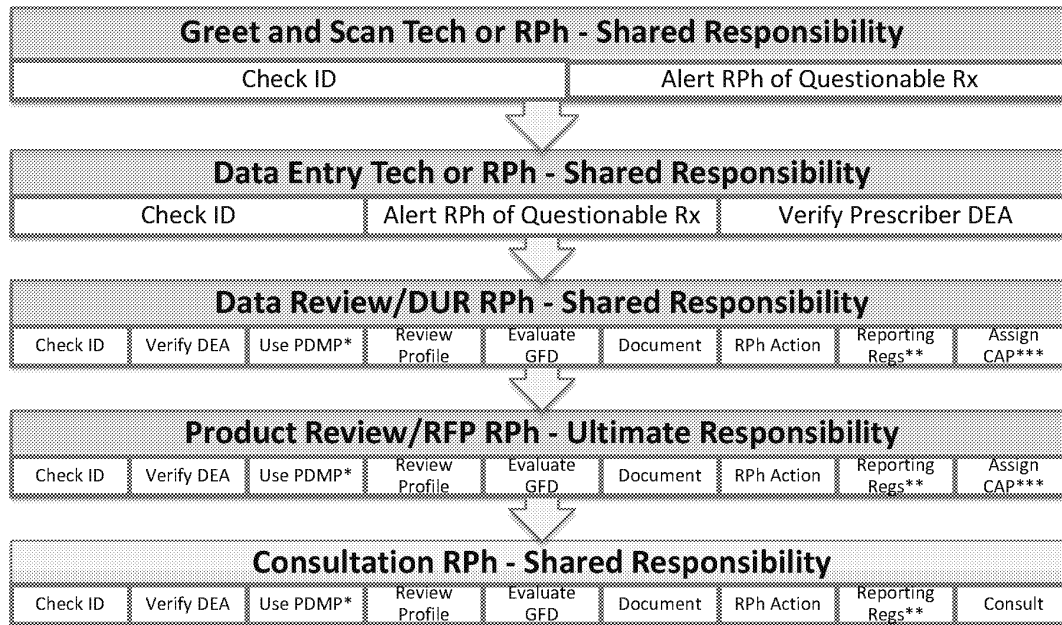 Greet and Scan Tech or RPh - Shared Responsibility
Check ID Alert RPh of Questionable Rx
Data Entry Tech or RPh - Shared Responsibility
Check ID Alert RPh of Questionable Rx Verify Prescriber DEA
Data Review/DUR RPh - Shared Responsibility
Check ID Verify DEA Use PDMP* Review Profile Evaluate GFD Document RPh Action Reporting Regs** Assign CAP***
Product Review/RFP RPh - Ultimate Responsibility
Check ID Verify DEA Use PDMP* Review Profile Evaluate GFD Document RPh Action Reporting Regs** Assign CAP***
Consultation RPh - Shared Responsibility
Check ID Verify DEA Use PDMP* Review Profile Evaluate GFD Document RPh Action Reporting Regs** Consult